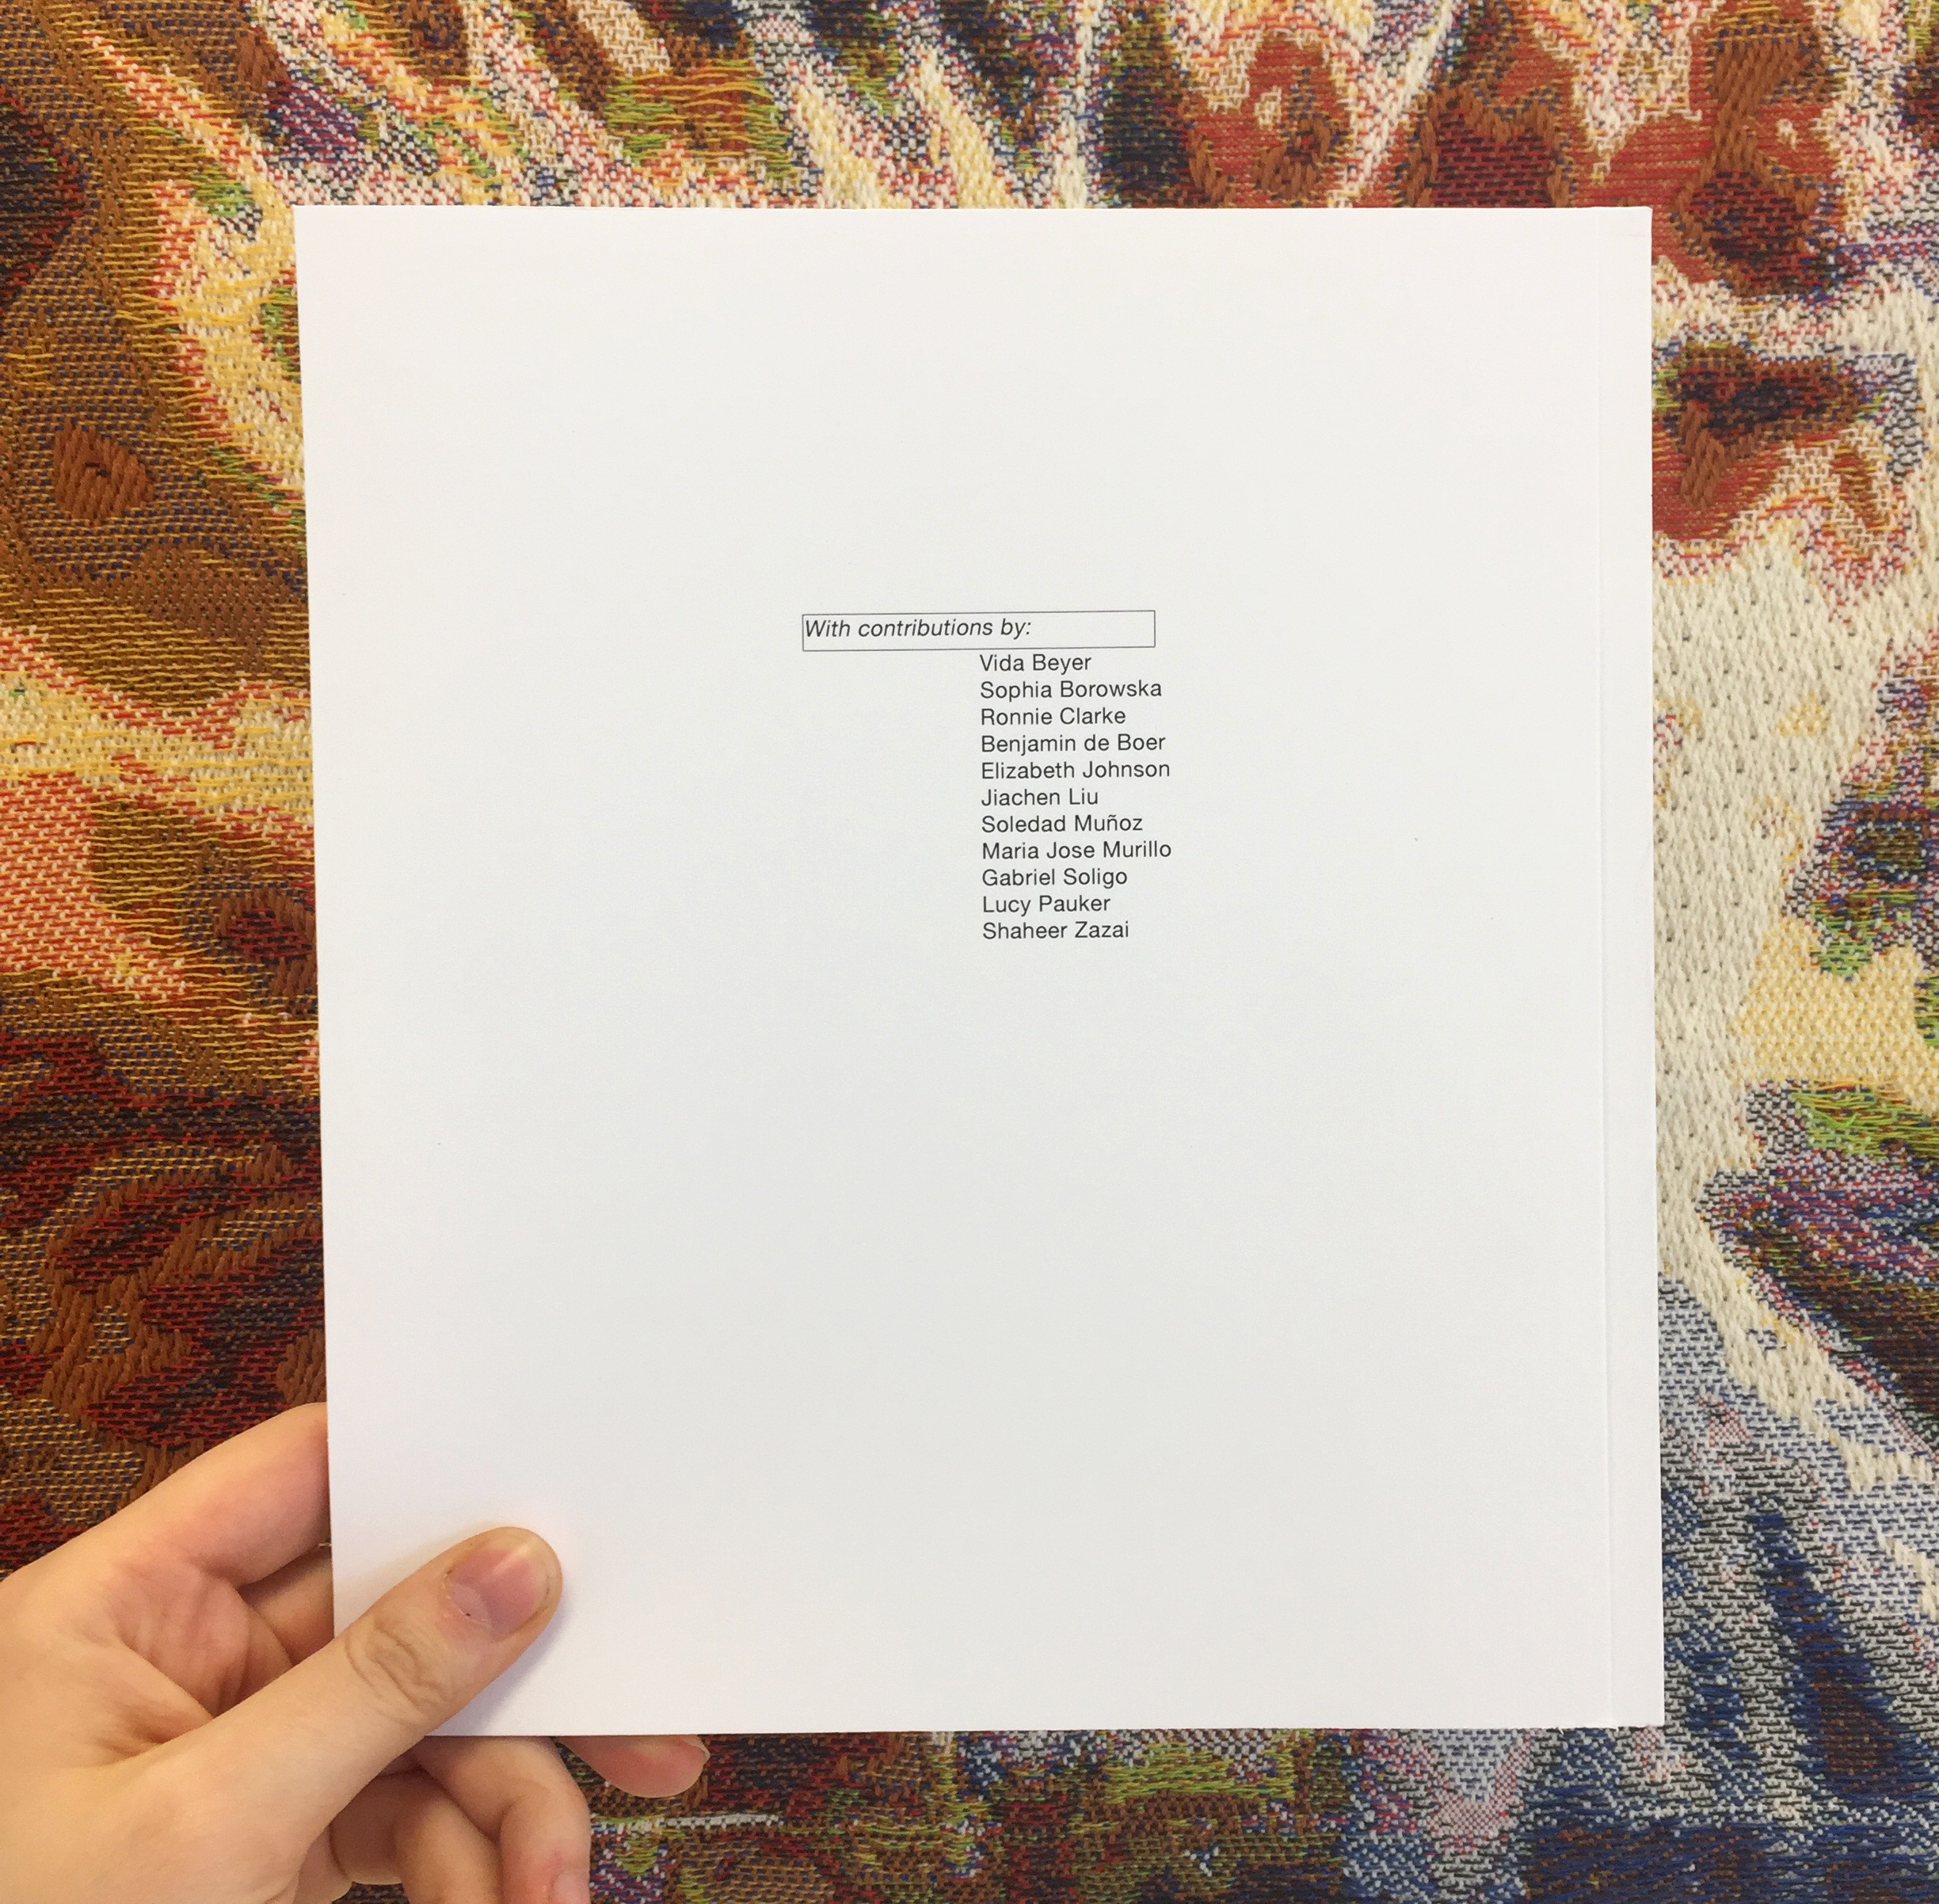 With contributions by:
Vida Beyer
Sophia Borowska
Ronnie Clarke
Benjamin de Boer
Elizabeth Johnson
Jiachen Liu
Soledad Muñoz
Maria Jose Murillo
Gabriel Soligo
Lucy Pauker
Shaheer Zazai